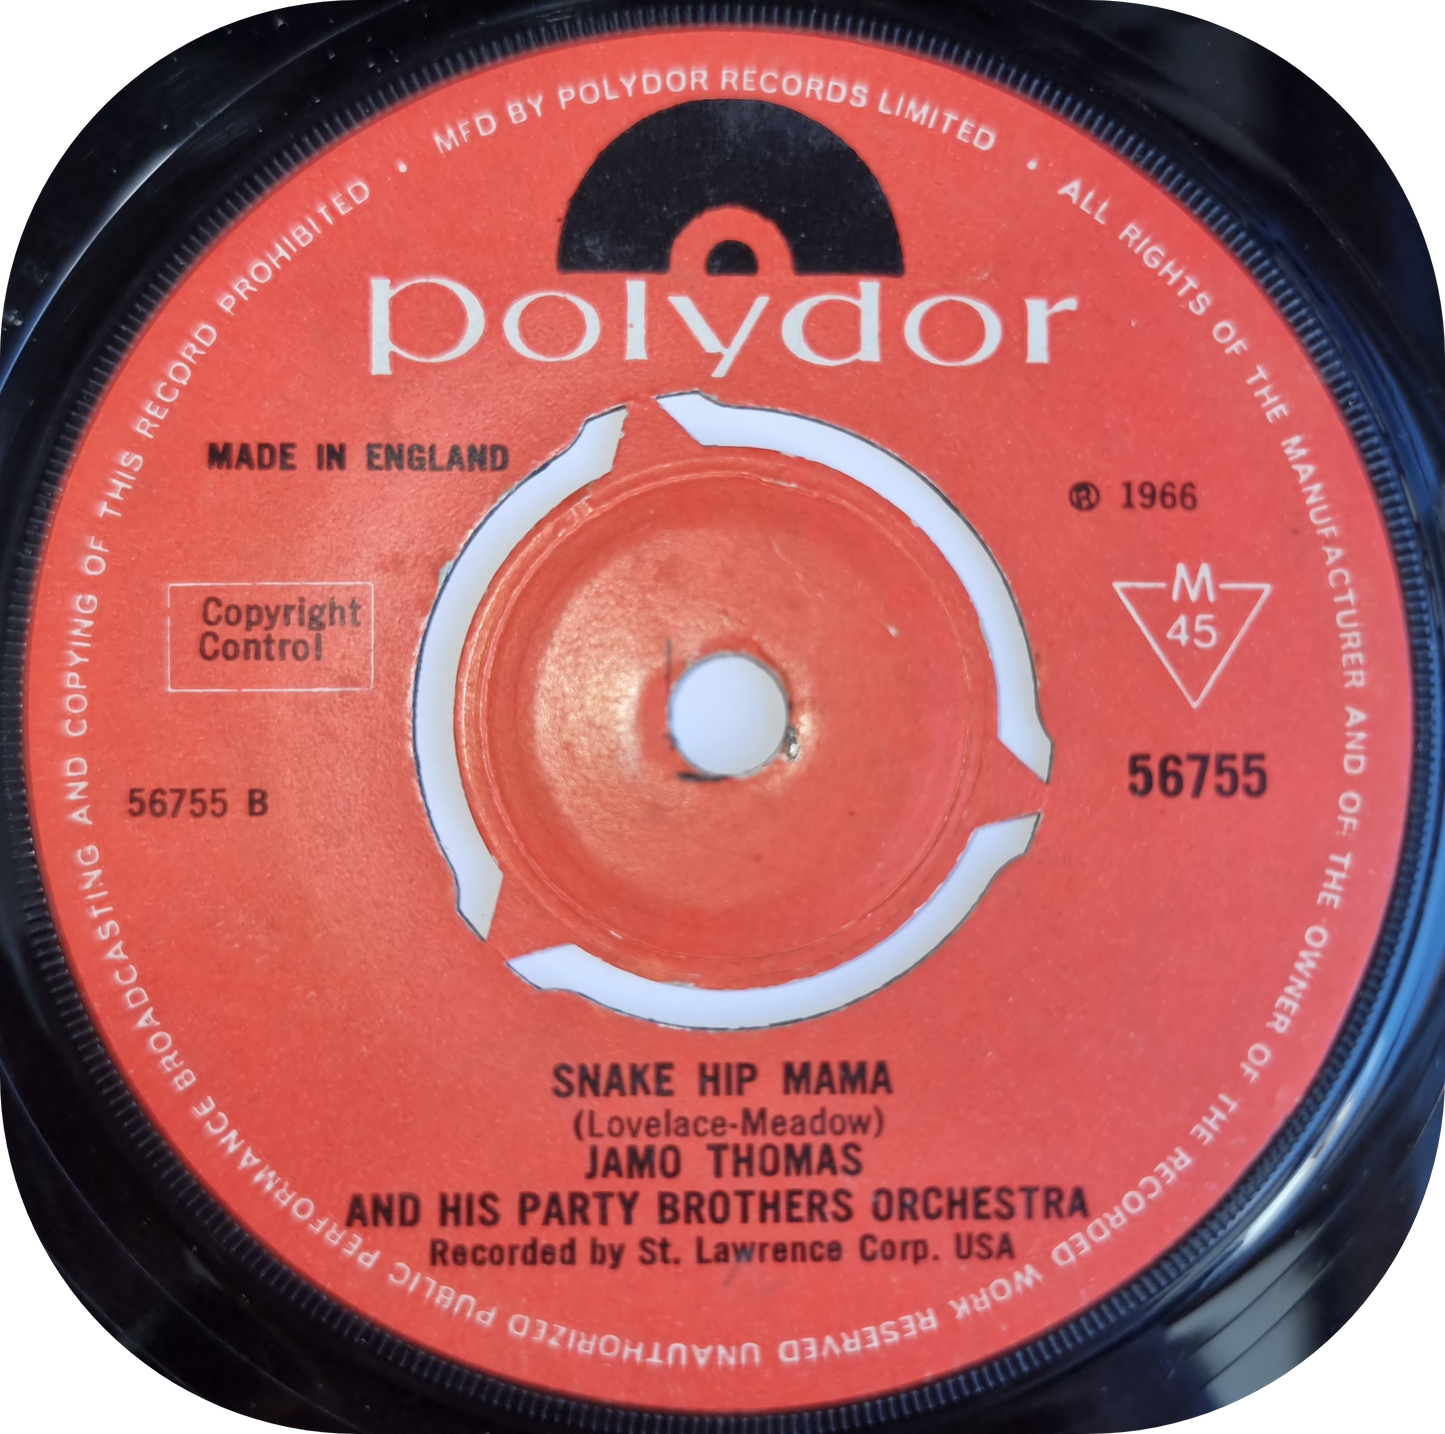 MFD BY POLYDOR RECORDS LIMITED • ALL RIGHTS OF THE MANUFACTURER AND OF THE OWNER OF THE RECORDED WORK RESERVED UNAUTHORIZED PUBLIC PERFORMANCE BROADCASTING AND COPYING OF THIS RECORD PROHIBITED •
polydor
MADE IN ENGLAND
Ⓡ 1966
Copyright
Control
M
45
56755
56755 B
SNAKE HIP MAMA
(Lovelace-Meadow)
JAMO THOMAS
AND HIS PARTY BROTHERS ORCHESTRA
Recorded by St. Lawrence Corp. USA